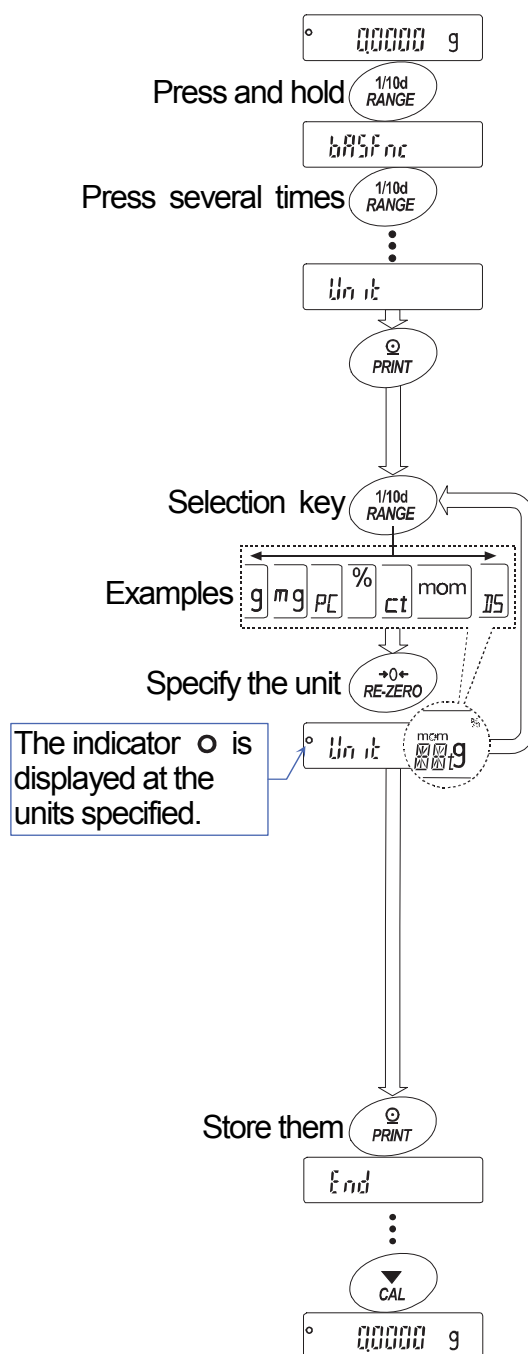 0.0000 g
Press and hold 1/10d
RANGE
bASFnc
Press several times 1/10d
RANGE
Unit
PRINT
Selection key 1/10d
RANGE
Examples g mg PC % ct mom DS
Specify the unit →0←
RE-ZERO
Unit
mom
tg
The indicator o is
displayed at the
units specified.
Store them
PRINT
End
CAL
0.0000 g